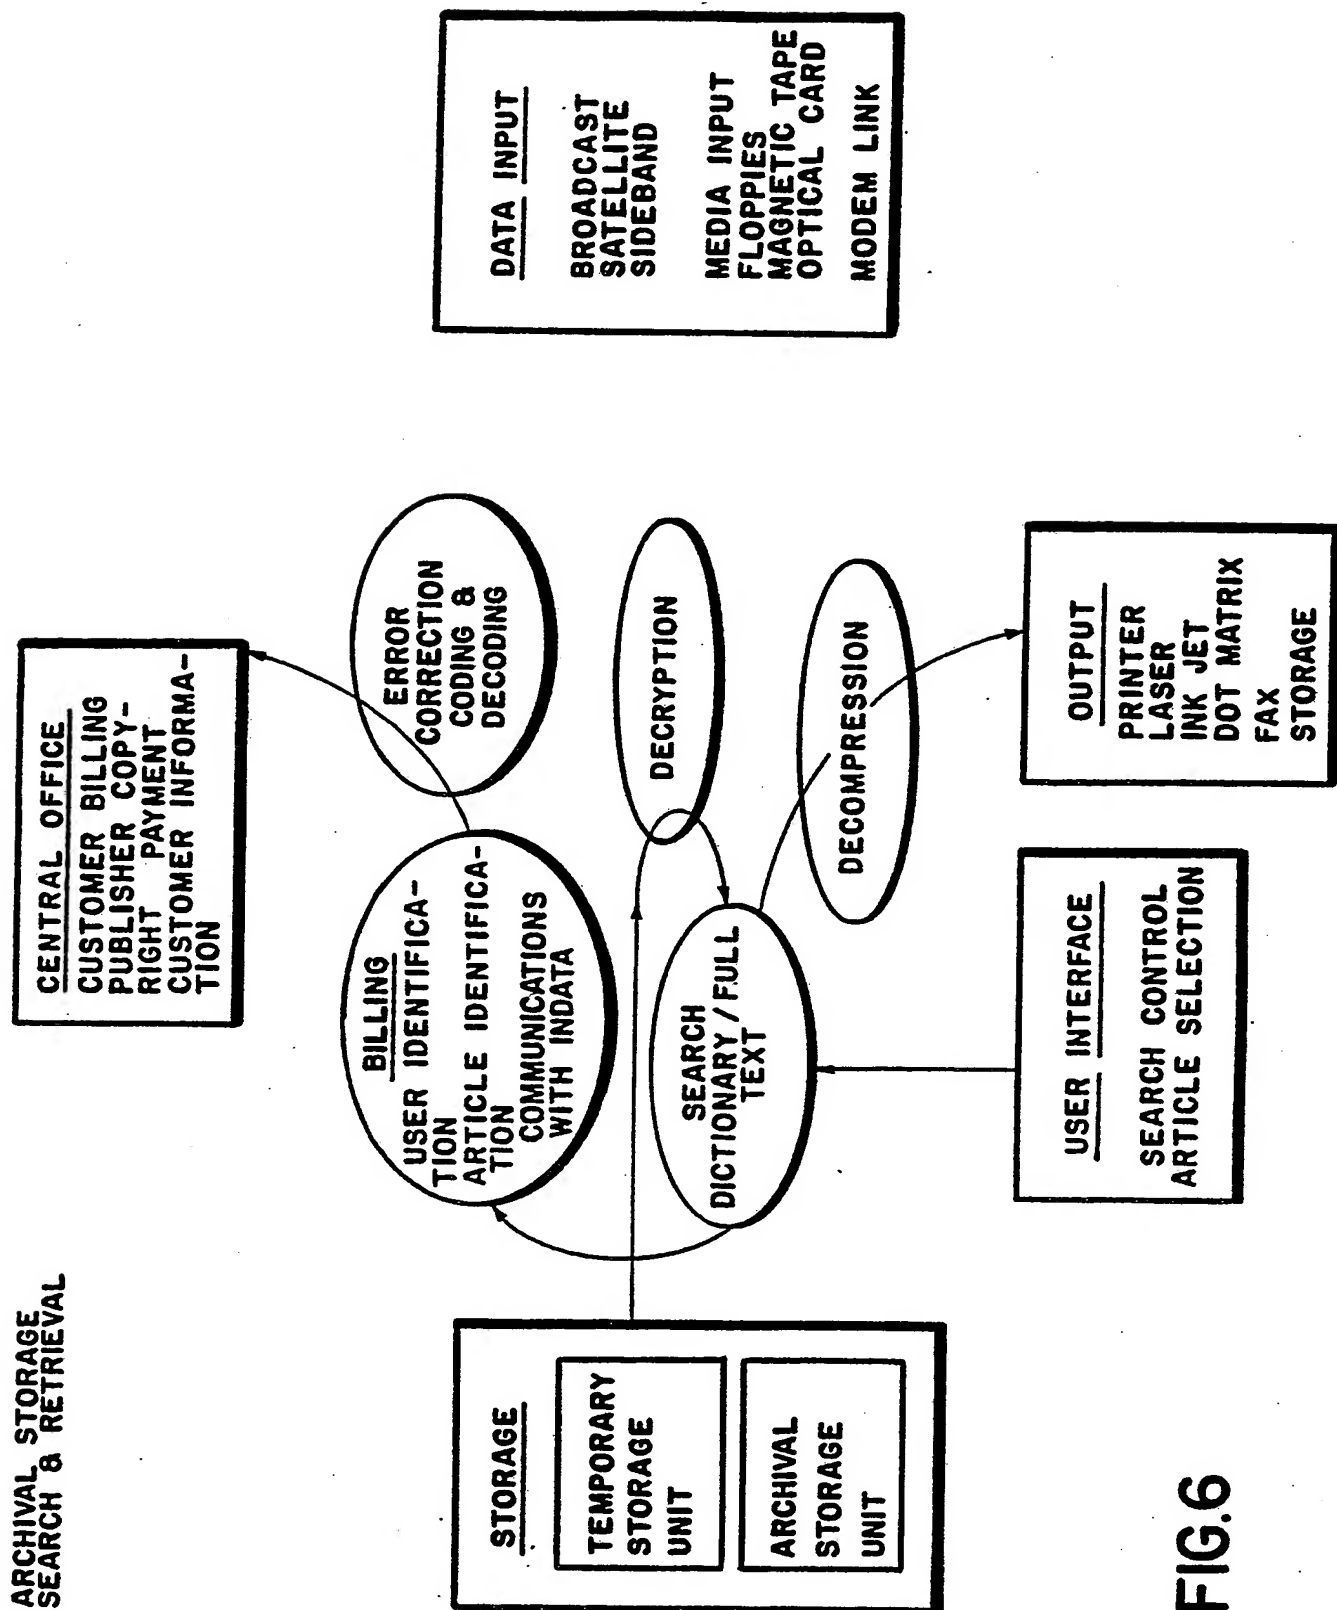 ARCHIVAL STORAGE
SEARCH & RETRIEVAL
CENTRAL OFFICE
CUSTOMER BILLING
PUBLISHER COPY-
RIGHT PAYMENT
CUSTOMER INFORMA-
TION
BILLING
USER IDENTIFICA-
TION
ARTICLE IDENTIFICA-
TION
COMMUNICATIONS
WITH INDATA
ERROR
CORRECTION
CODING &
DECODING
STORAGE
TEMPORARY
STORAGE
UNIT
ARCHIVAL
STORAGE
UNIT
SEARCH
DICTIONARY/FULL
TEXT
DECRYPTION
DECOMPRESSION
DATA INPUT
BROADCAST
SATELLITE
SIDEBAND
MEDIA INPUT
FLOPPIES
MAGNETIC TAPE
OPTICAL CARD
MODEM LINK
USER INTERFACE
SEARCH CONTROL
ARTICLE SELECTION
OUTPUT
PRINTER
LASER
INK JET
DOT MATRIX
FAX
STORAGE
FIG.6